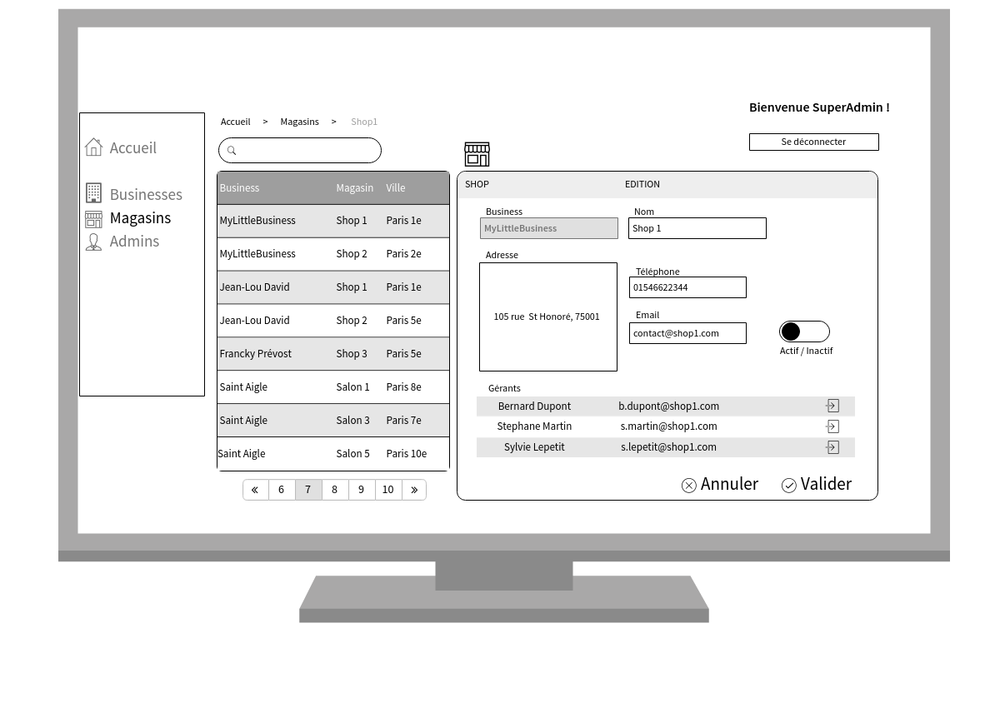 Bienvenue SuperAdmin !
Se déconnecter
Accueil
Businesses
Magasins
Admins
Accueil > Magasins > Shop1
Business Magasin Ville
MyLittleBusiness Shop 1 Paris 1e
MyLittleBusiness Shop 2 Paris 2e
Jean-Lou David Shop 1 Paris 1e
Jean-Lou David Shop 2 Paris 5e
Francky Prévost Shop 3 Paris 5e
Saint Aigle Salon 1 Paris 8e
Saint Aigle Salon 3 Paris 7e
Saint Aigle Salon 5 Paris 10e
« 6 7 8 9 10 »
SHOP EDITION
Business
MyLittleBusiness
Nom
Shop 1
Adresse
105 rue  St Honoré, 75001
Téléphone
01546622344
Email
contact@shop1.com
Actif / Inactif
Gérants
Bernard Dupont b.dupont@shop1.com
Stephane Martin s.martin@shop1.com
Sylvie Lepetit s.lepetit@shop1.com
Annuler Valider